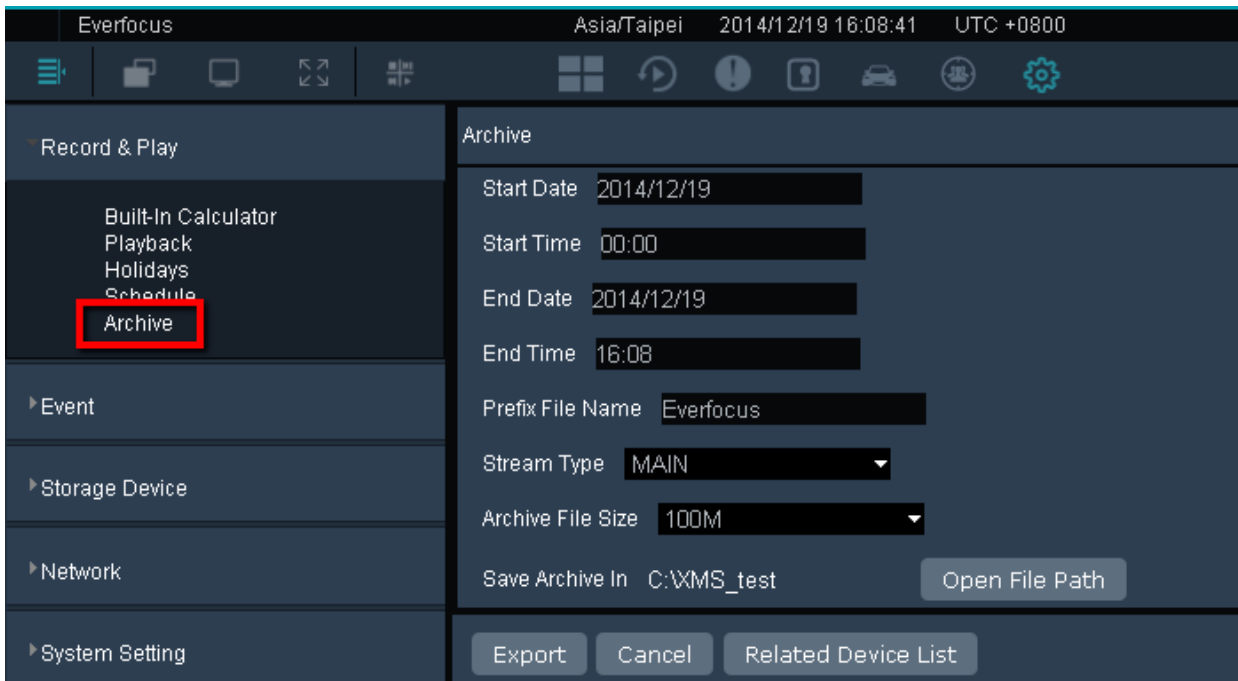 Everfocus Asia/Taipei 2014/12/19 16:08:41 UTC +0800
Record & Play
Built-In Calculator
Playback
Holidays
Schedule
Archive
Event
Storage Device
Network
System Setting
Archive
Start Date 2014/12/19
Start Time 00:00
End Date 2014/12/19
End Time 16:08
Prefix File Name Everfocus
Stream Type MAIN
Archive File Size 100M
Save Archive In C:\XMS_test Open File Path
Export Cancel Related Device List